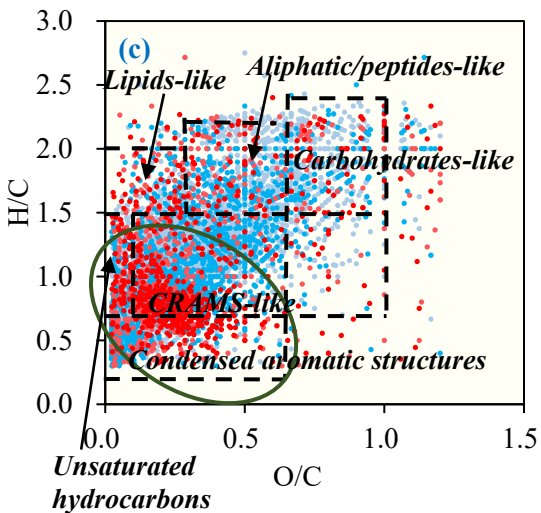 3.0
(c)
Aliphatic/peptides-like
Lipids-like
2.5
2.0
Carbohydrates-like
H/C
1.5
1.0
CRAMS-like
0.5
Condensed aromatic structures
0.0
0.0 0.5 1.0 1.5
Unsaturated
hydrocarbons
O/C